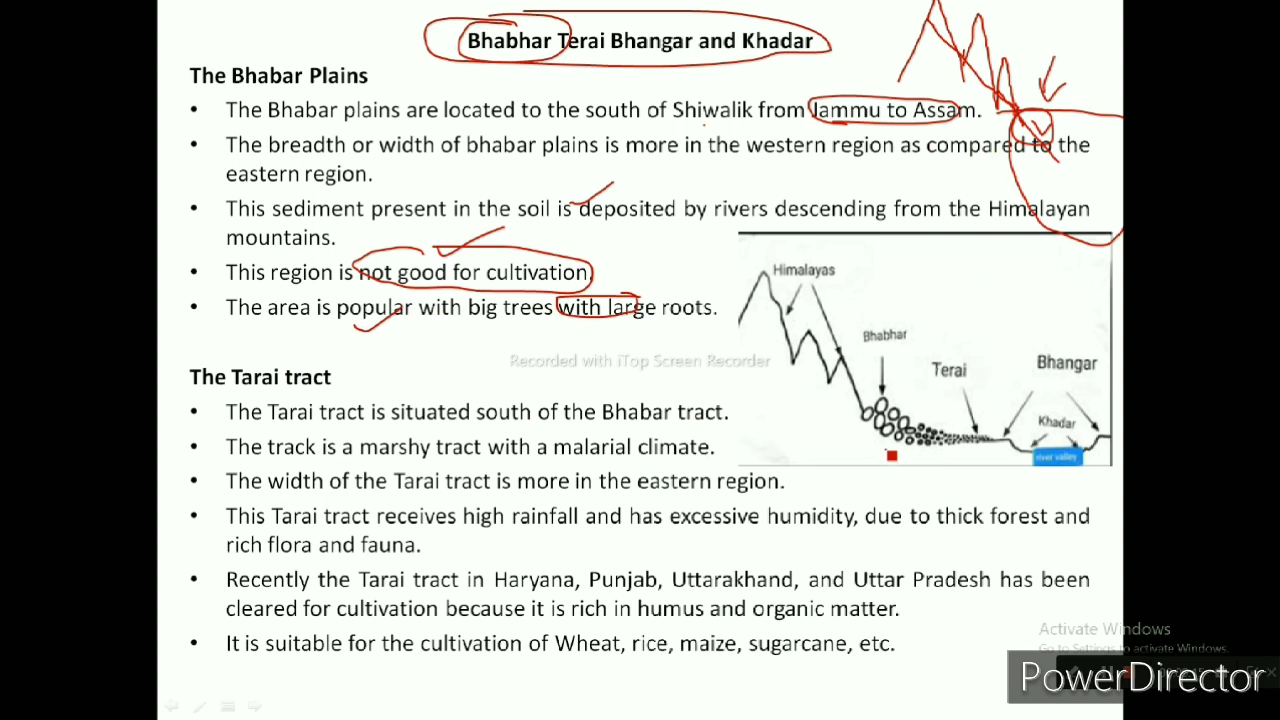 Bhabhar Terai Bhangar and Khadar
The Bhabar Plains
• The Bhabar plains are located to the south of Shiwalik from Jammu to Assam.
• The breadth or width of bhabar plains is more in the western region as compared to the
eastern region.
• This sediment present in the soil is deposited by rivers descending from the Himalayan
mountains.
• This region is not good for cultivation.
• The area is popular with big trees with large roots.
Himalayas
Bhabhar
Terai
Bhangar
Khadar
river valley
Recorded with iTop Screen Recorder
The Tarai tract
• The Tarai tract is situated south of the Bhabar tract.
• The track is a marshy tract with a malarial climate.
• The width of the Tarai tract is more in the eastern region.
• This Tarai tract receives high rainfall and has excessive humidity, due to thick forest and
rich flora and fauna.
• Recently the Tarai tract in Haryana, Punjab, Uttarakhand, and Uttar Pradesh has been
cleared for cultivation because it is rich in humus and organic matter.
• It is suitable for the cultivation of Wheat, rice, maize, sugarcane, etc.
Activate Windows
Go to Settings to activate Windows.
PowerDirector